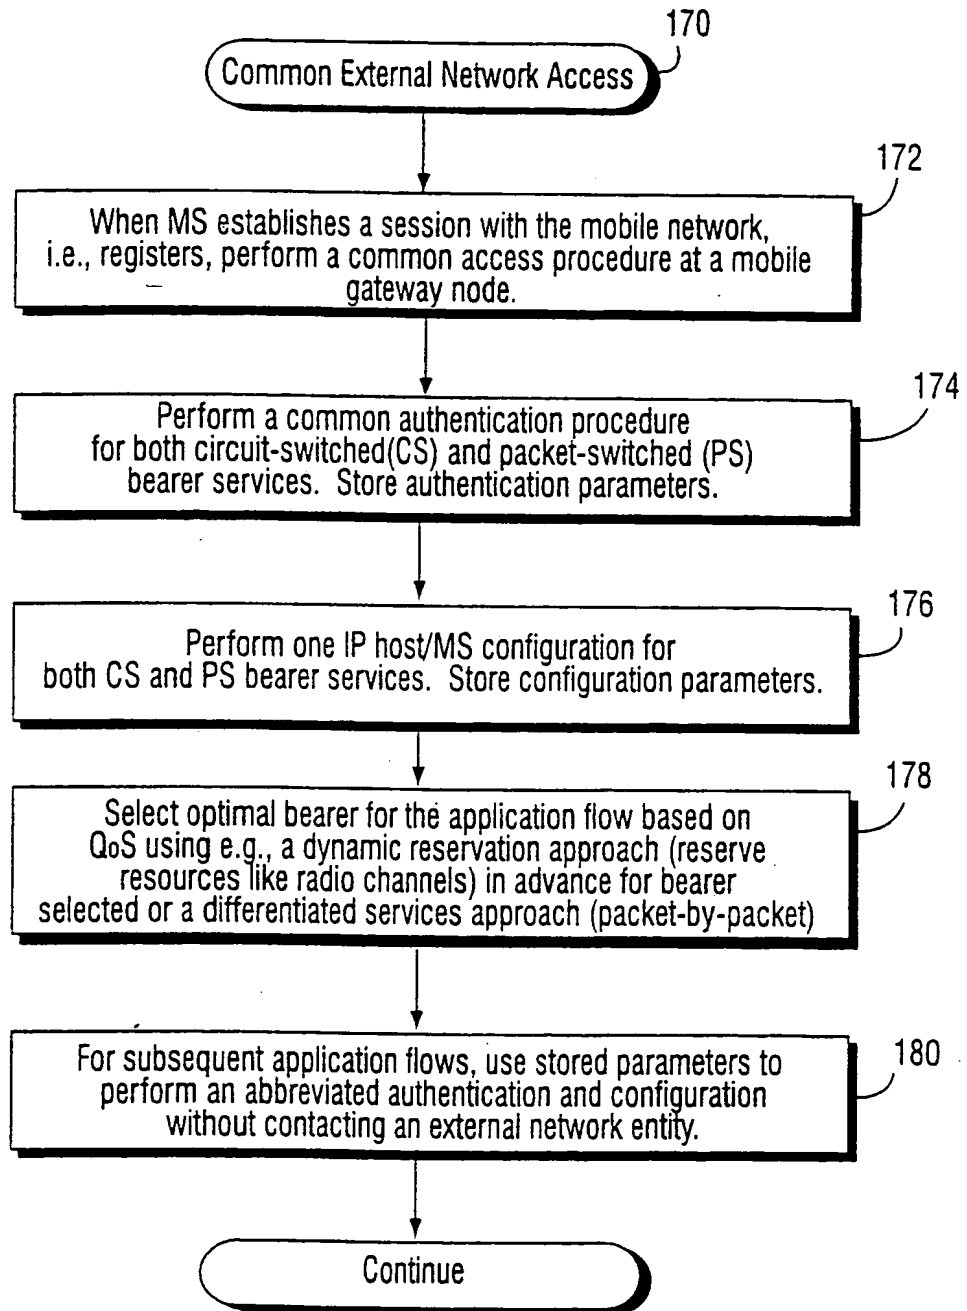 170
Common External Network Access
172
When MS establishes a session with the mobile network,
i.e., registers, perform a common access procedure at a mobile
gateway node.
174
Perform a common authentication procedure
for both circuit-switched(CS) and packet-switched (PS)
bearer services. Store authentication parameters.
176
Perform one IP host/MS configuration for
both CS and PS bearer services. Store configuration parameters.
178
Select optimal bearer for the application flow based on
QoS using e.g., a dynamic reservation approach (reserve
resources like radio channels) in advance for bearer
selected or a differentiated services approach (packet-by-packet)
180
For subsequent application flows, use stored parameters to
perform an abbreviated authentication and configuration
without contacting an external network entity.
Continue